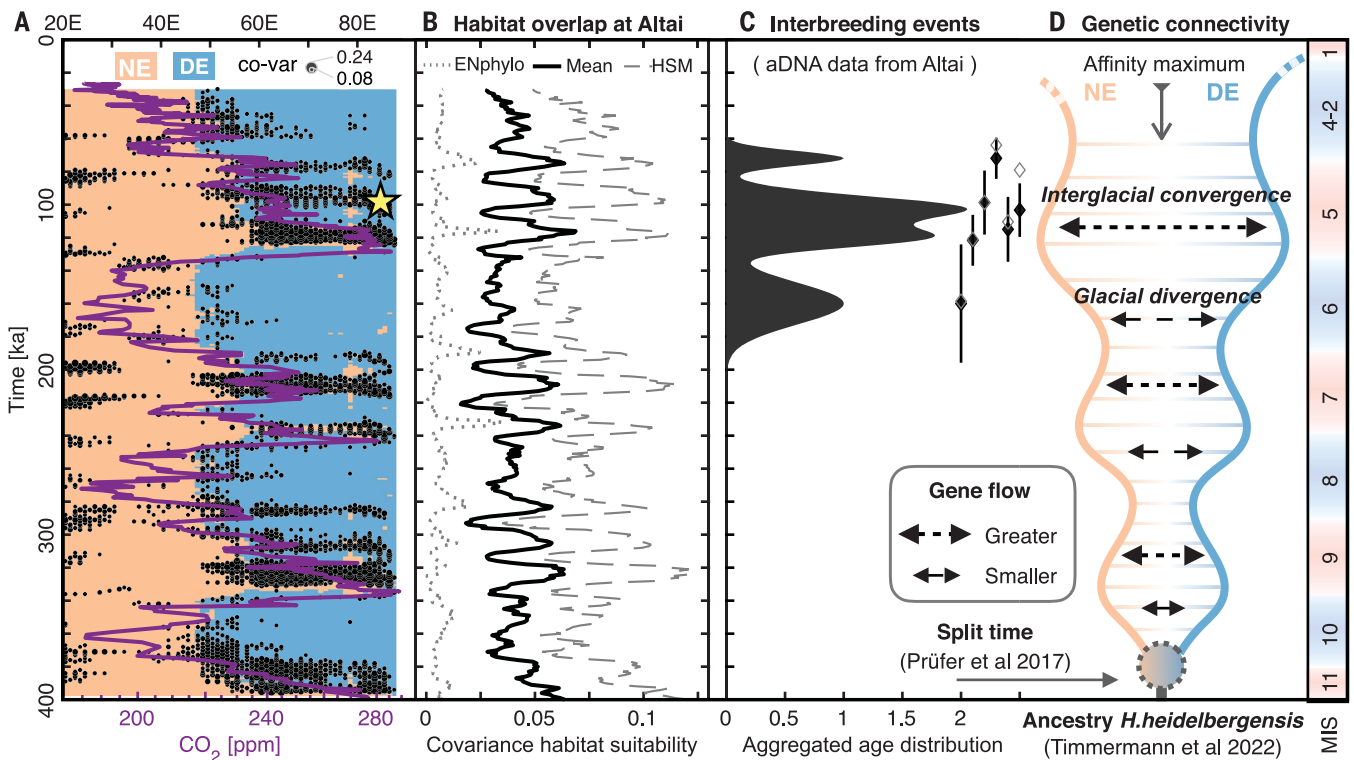 A
20E 40E 60E 80E
NE DE co-var 0.24
0.08
0
100
200
300
400
Time [ka]
200 240 280
CO2 [ppm]
B Habitat overlap at Altai
ENphylo Mean HSM
0 0.05 0.1
Covariance habitat suitability
C Interbreeding events
( aDNA data from Altai )
0 0.5 1 1.5 2
Aggregated age distribution
D Genetic connectivity
Affinity maximum
NE DE
Interglacial convergence
Glacial divergence
Gene flow
Greater
Smaller
Split time
(Prüfer et al 2017)
Ancestry H.heidelbergensis
(Timmermann et al 2022)
1
4-2
5
6
7
8
9
10
11
MIS